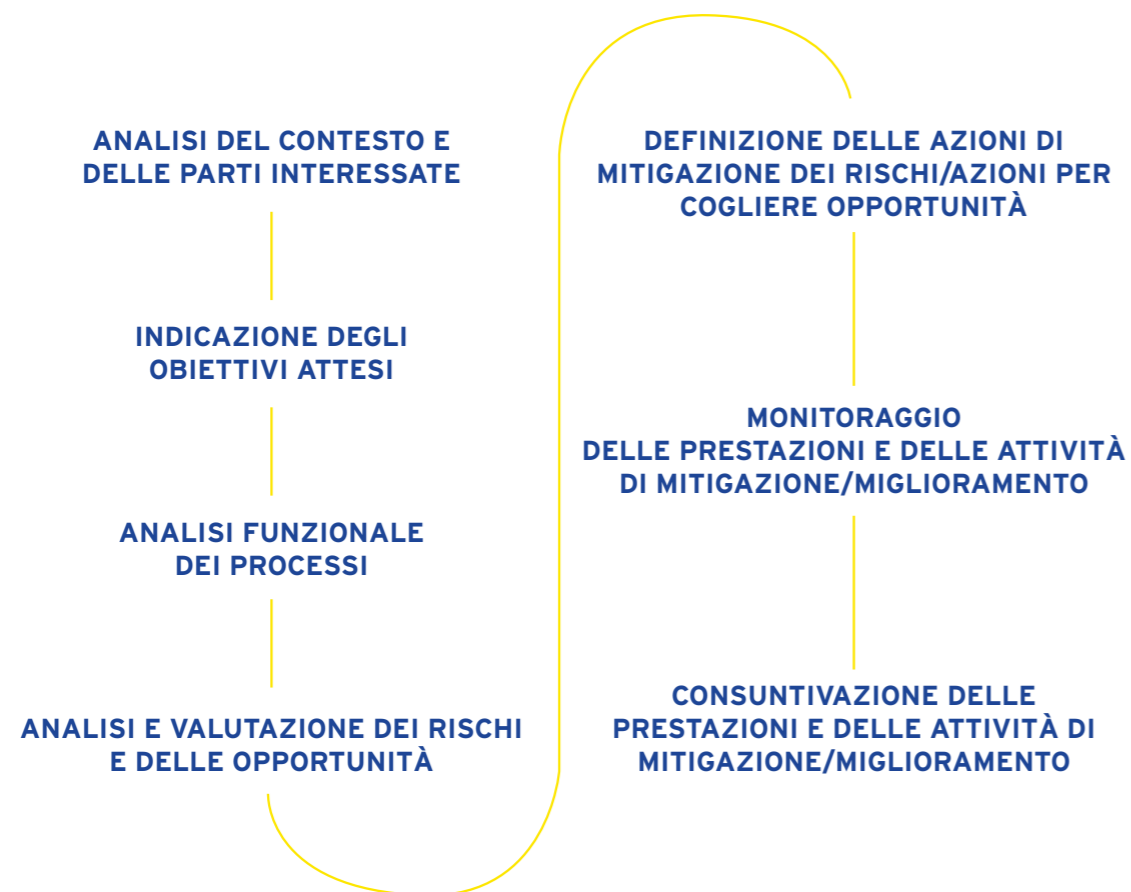 ANALISI DEL CONTESTO E
DELLE PARTI INTERESSATE
INDICAZIONE DEGLI
OBIETTIVI ATTESI
ANALISI FUNZIONALE
DEI PROCESSI
ANALISI E VALUTAZIONE DEI RISCHI
E DELLE OPPORTUNITÀ
DEFINIZIONE DELLE AZIONI DI
MITIGAZIONE DEI RISCHI/AZIONI PER
COGLIERE OPPORTUNITÀ
MONITORAGGIO
DELLE PRESTAZIONI E DELLE ATTIVITÀ
DI MITIGAZIONE/MIGLIORAMENTO
CONSUNTIVAZIONE DELLE
PRESTAZIONI E DELLE ATTIVITÀ DI
MITIGAZIONE/MIGLIORAMENTO